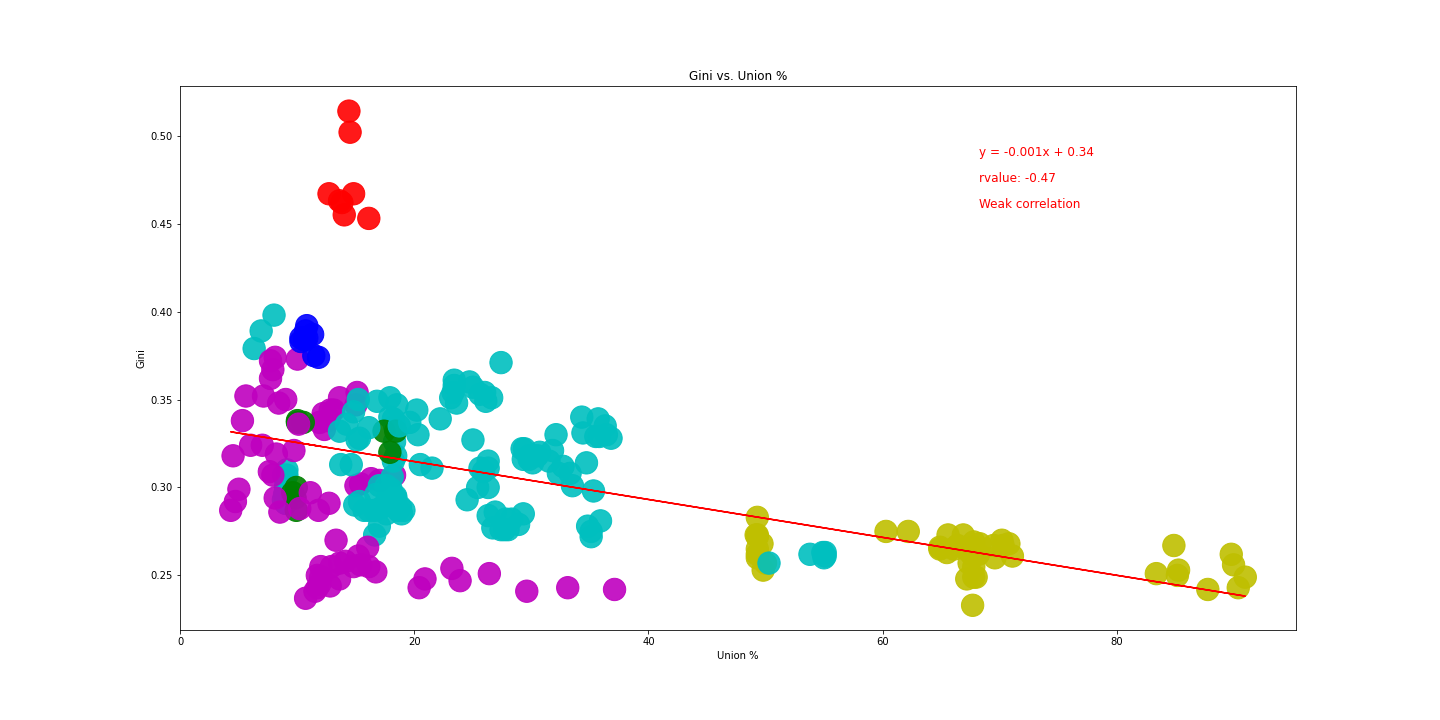 Gini vs. Union %
y = -0.001x + 0.34
rvalue: -0.47
Weak correlation
0.50
0.45
0.40
0.35
0.30
0.25
Gini
0 20 40 60 80
Union %